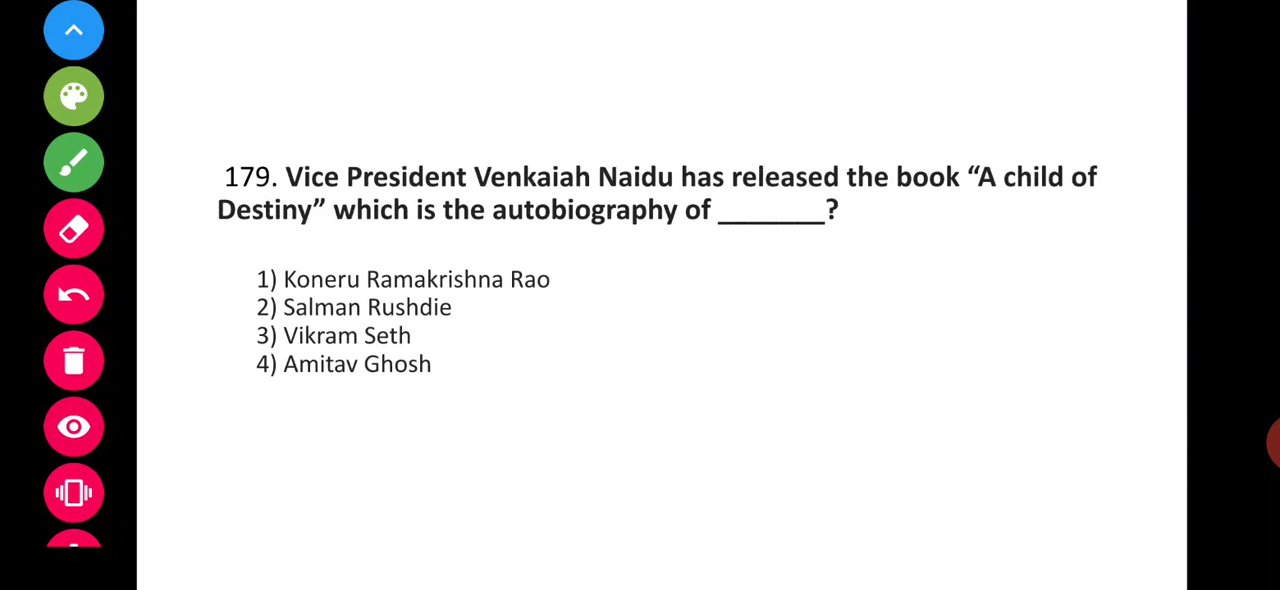 179. Vice President Venkaiah Naidu has released the book “A child of
Destiny” which is the autobiography of _______?
1) Koneru Ramakrishna Rao
2) Salman Rushdie
3) Vikram Seth
4) Amitav Ghosh